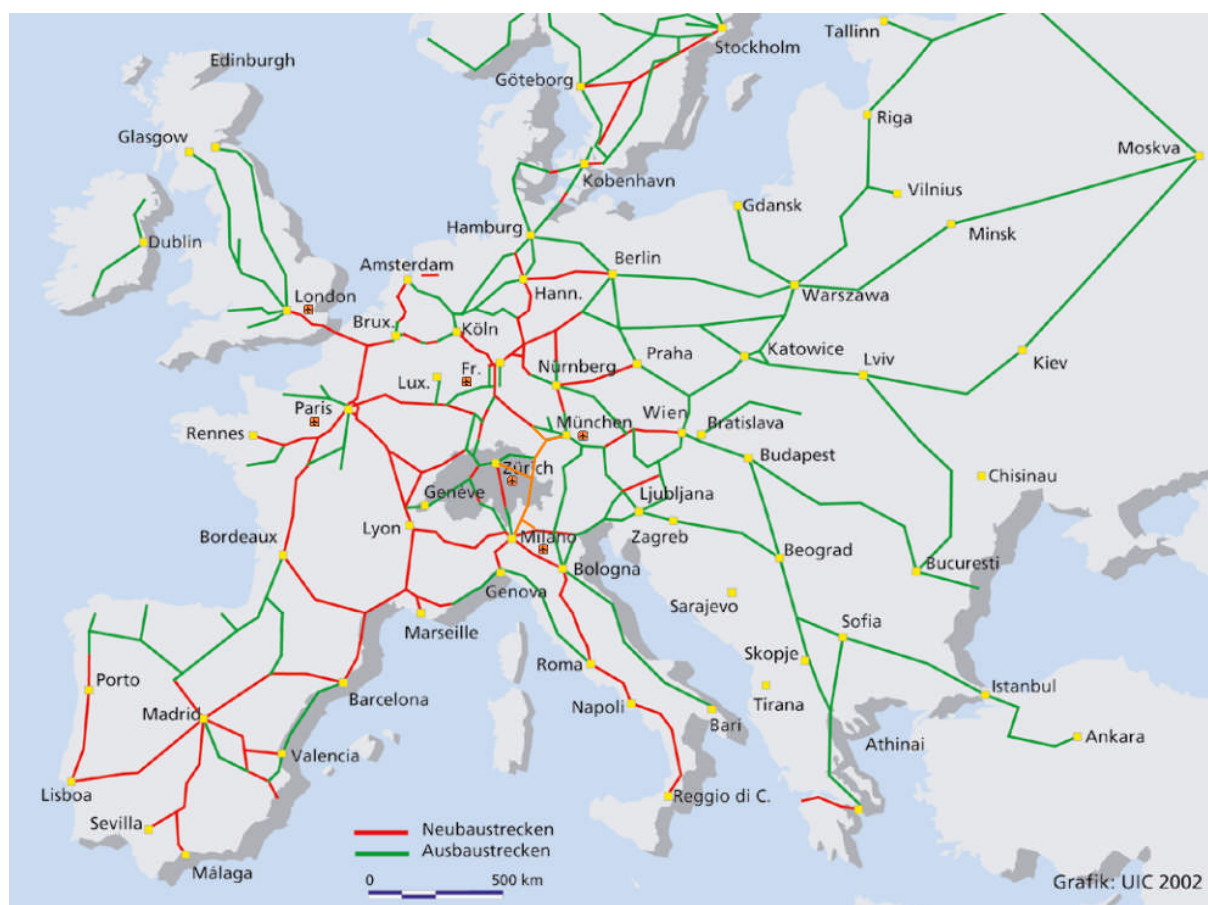 Edinburgh
Glasgow
Dublin
London
Stockholm
Göteborg
Kobenhavn
Tallinn
Riga
Moskva
Vilnius
Minsk
Gdansk
Hamburg
Amsterdam
Berlin
Hann.
Warszawa
Brux.
Köln
Katowice
Lviv
Kiev
Lux.
Fr.
Nürnberg
Praha
Paris
Rennes
München
Wien
Bratislava
Budapest
Chisinau
Zürich
Genéve
Ljubljana
Lyon
Milano
Zagreb
Bordeaux
Beograd
Bucuresti
Bologna
Genova
Sarajevo
Marseille
Sofia
Skopje
Roma
Porto
Barcelona
Tirana
Istanbul
Madrid
Napoli
Bari
Athinai
Ankara
Valencia
Lisboa
Reggio di C.
Sevilla
Málaga
Neubaustrecken
Ausbaustrecken
0 500 km
Grafik: UIC 2002